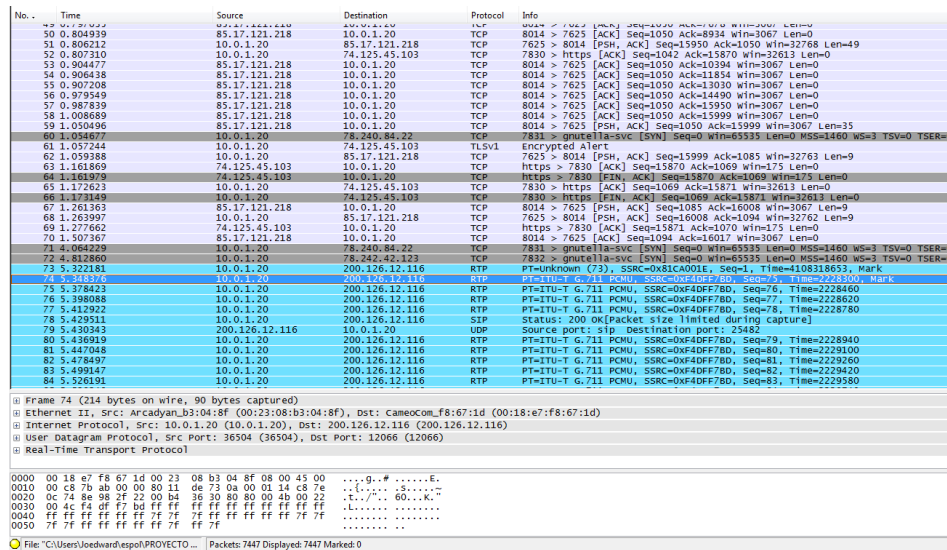 No. . Time Source Destination Protocol Info
50 0.804939 85.17.121.218 10.0.1.20 TCP 8014 > 7625 [ACK] Seq=1050 Ack=8934 Win=3067 Len=0
51 0.806212 10.0.1.20 85.17.121.218 TCP 7625 > 8014 [PSH, ACK] Seq=15950 Ack=1050 Win=32768 Len=49
52 0.807310 10.0.1.20 74.125.45.103 TCP 7830 > https [ACK] Seq=1042 Ack=15870 Win=32613 Len=0
53 0.904477 85.17.121.218 10.0.1.20 TCP 8014 > 7625 [ACK] Seq=1050 Ack=10394 Win=3067 Len=0
54 0.906438 85.17.121.218 10.0.1.20 TCP 8014 > 7625 [ACK] Seq=1050 Ack=11854 Win=3067 Len=0
55 0.907208 85.17.121.218 10.0.1.20 TCP 8014 > 7625 [ACK] Seq=1050 Ack=13030 Win=3067 Len=0
56 0.979549 85.17.121.218 10.0.1.20 TCP 8014 > 7625 [ACK] Seq=1050 Ack=14490 Win=3067 Len=0
57 0.987839 85.17.121.218 10.0.1.20 TCP 8014 > 7625 [ACK] Seq=1050 Ack=15950 Win=3067 Len=0
58 1.008689 85.17.121.218 10.0.1.20 TCP 8014 > 7625 [ACK] Seq=1050 Ack=15999 Win=3067 Len=0
59 1.050496 85.17.121.218 10.0.1.20 TCP 8014 > 7625 [PSH, ACK] Seq=1050 Ack=15999 Win=3067 Len=35
60 1.054677 10.0.1.20 78.240.84.22 TCP 7831 > gnutella-svc [SYN] Seq=0 Win=65535 Len=0 MSS=1460 WS=3 TSV=0 TSER=
61 1.057244 10.0.1.20 74.125.45.103 TLSv1 Encrypted Alert
62 1.059388 10.0.1.20 85.17.121.218 TCP 7625 > 8014 [PSH, ACK] Seq=15999 Ack=1085 Win=32763 Len=9
63 1.161869 74.125.45.103 10.0.1.20 TCP https > 7830 [ACK] Seq=15870 Ack=1069 Win=175 Len=0
64 1.161979 74.125.45.103 10.0.1.20 TCP https > 7830 [FIN, ACK] Seq=15870 Ack=1069 Win=175 Len=0
65 1.172623 10.0.1.20 74.125.45.103 TCP 7830 > https [ACK] Seq=1069 Ack=15871 Win=32613 Len=0
66 1.173149 10.0.1.20 74.125.45.103 TCP 7830 > https [FIN, ACK] Seq=1069 Ack=15871 Win=32613 Len=0
67 1.261363 85.17.121.218 10.0.1.20 TCP 8014 > 7625 [PSH, ACK] Seq=1085 Ack=16008 Win=3067 Len=9
68 1.263997 10.0.1.20 85.17.121.218 TCP 7625 > 8014 [PSH, ACK] Seq=16008 Ack=1094 Win=32762 Len=9
69 1.277662 74.125.45.103 10.0.1.20 TCP https > 7830 [ACK] Seq=15871 Ack=1070 Win=175 Len=0
70 1.507367 85.17.121.218 10.0.1.20 TCP 8014 > 7625 [ACK] Seq=1094 Ack=16017 Win=3067 Len=0
71 4.064229 10.0.1.20 78.240.84.22 TCP 7831 > gnutella-svc [SYN] Seq=0 Win=65535 Len=0 MSS=1460 WS=3 TSV=0 TSER=
72 4.812860 10.0.1.20 78.242.42.123 TCP 7832 > gnutella-svc [SYN] Seq=0 Win=65535 Len=0 MSS=1460 WS=3 TSV=0 TSER=
73 5.322181 10.0.1.20 200.126.12.116 RTP PT=Unknown (73), SSRC=0x81CA001E, Seq=1, Time=4108318653, Mark
74 5.348376 10.0.1.20 200.126.12.116 RTP PT=ITU-T G.711 PCMU, SSRC=0xF4DFF7BD, Seq=75, Time=2228300, Mark
75 5.378423 10.0.1.20 200.126.12.116 RTP PT=ITU-T G.711 PCMU, SSRC=0xF4DFF7BD, Seq=76, Time=2228460
76 5.398088 10.0.1.20 200.126.12.116 RTP PT=ITU-T G.711 PCMU, SSRC=0xF4DFF7BD, Seq=77, Time=2228620
77 5.412922 10.0.1.20 200.126.12.116 RTP PT=ITU-T G.711 PCMU, SSRC=0xF4DFF7BD, Seq=78, Time=2228780
78 5.429511 10.0.1.20 200.126.12.116 SIP Status: 200 OK[Packet size limited during capture]
79 5.430343 200.126.12.116 10.0.1.20 UDP Source port: sip Destination port: 25482
80 5.436919 10.0.1.20 200.126.12.116 RTP PT=ITU-T G.711 PCMU, SSRC=0xF4DFF7BD, Seq=79, Time=2228940
81 5.447048 10.0.1.20 200.126.12.116 RTP PT=ITU-T G.711 PCMU, SSRC=0xF4DFF7BD, Seq=80, Time=2229100
82 5.478497 10.0.1.20 200.126.12.116 RTP PT=ITU-T G.711 PCMU, SSRC=0xF4DFF7BD, Seq=81, Time=2229260
83 5.499147 10.0.1.20 200.126.12.116 RTP PT=ITU-T G.711 PCMU, SSRC=0xF4DFF7BD, Seq=82, Time=2229420
84 5.526191 10.0.1.20 200.126.12.116 RTP PT=ITU-T G.711 PCMU, SSRC=0xF4DFF7BD, Seq=83, Time=2229580
Frame 74 (214 bytes on wire, 90 bytes captured)
Ethernet II, Src: Arcadyan_b3:04:8f (00:23:08:b3:04:8f), Dst: CameoCom_f8:67:1d (00:18:e7:f8:67:1d)
Internet Protocol, Src: 10.0.1.20 (10.0.1.20), Dst: 200.126.12.116 (200.126.12.116)
User Datagram Protocol, Src Port: 36504 (36504), Dst Port: 12066 (12066)
Real-Time Transport Protocol
0000 00 18 e7 f8 67 1d 00 23 08 b3 04 8f 08 00 45 00 ....g..# ......E.
0010 00 c8 7b ab 00 00 80 11 de 73 0a 00 01 14 c8 7e ..{..... .s.....~
0020 0c 74 8e 98 2f 22 00 b4 36 30 80 80 00 4b 00 22 .t../".. 60...K."
0030 00 4c f4 df f7 bd ff ff ff ff ff ff ff ff ff ff .L...... ........
0040 ff ff ff ff ff ff 7f 7f 7f ff ff ff ff ff 7f 7f ........ ........
0050 7f 7f ff ff ff ff 7f 7f ff 7f ........ ..
File: "C:\Users\Joedward\espol\PROYECTO ... Packets: 7447 Displayed: 7447 Marked: 0